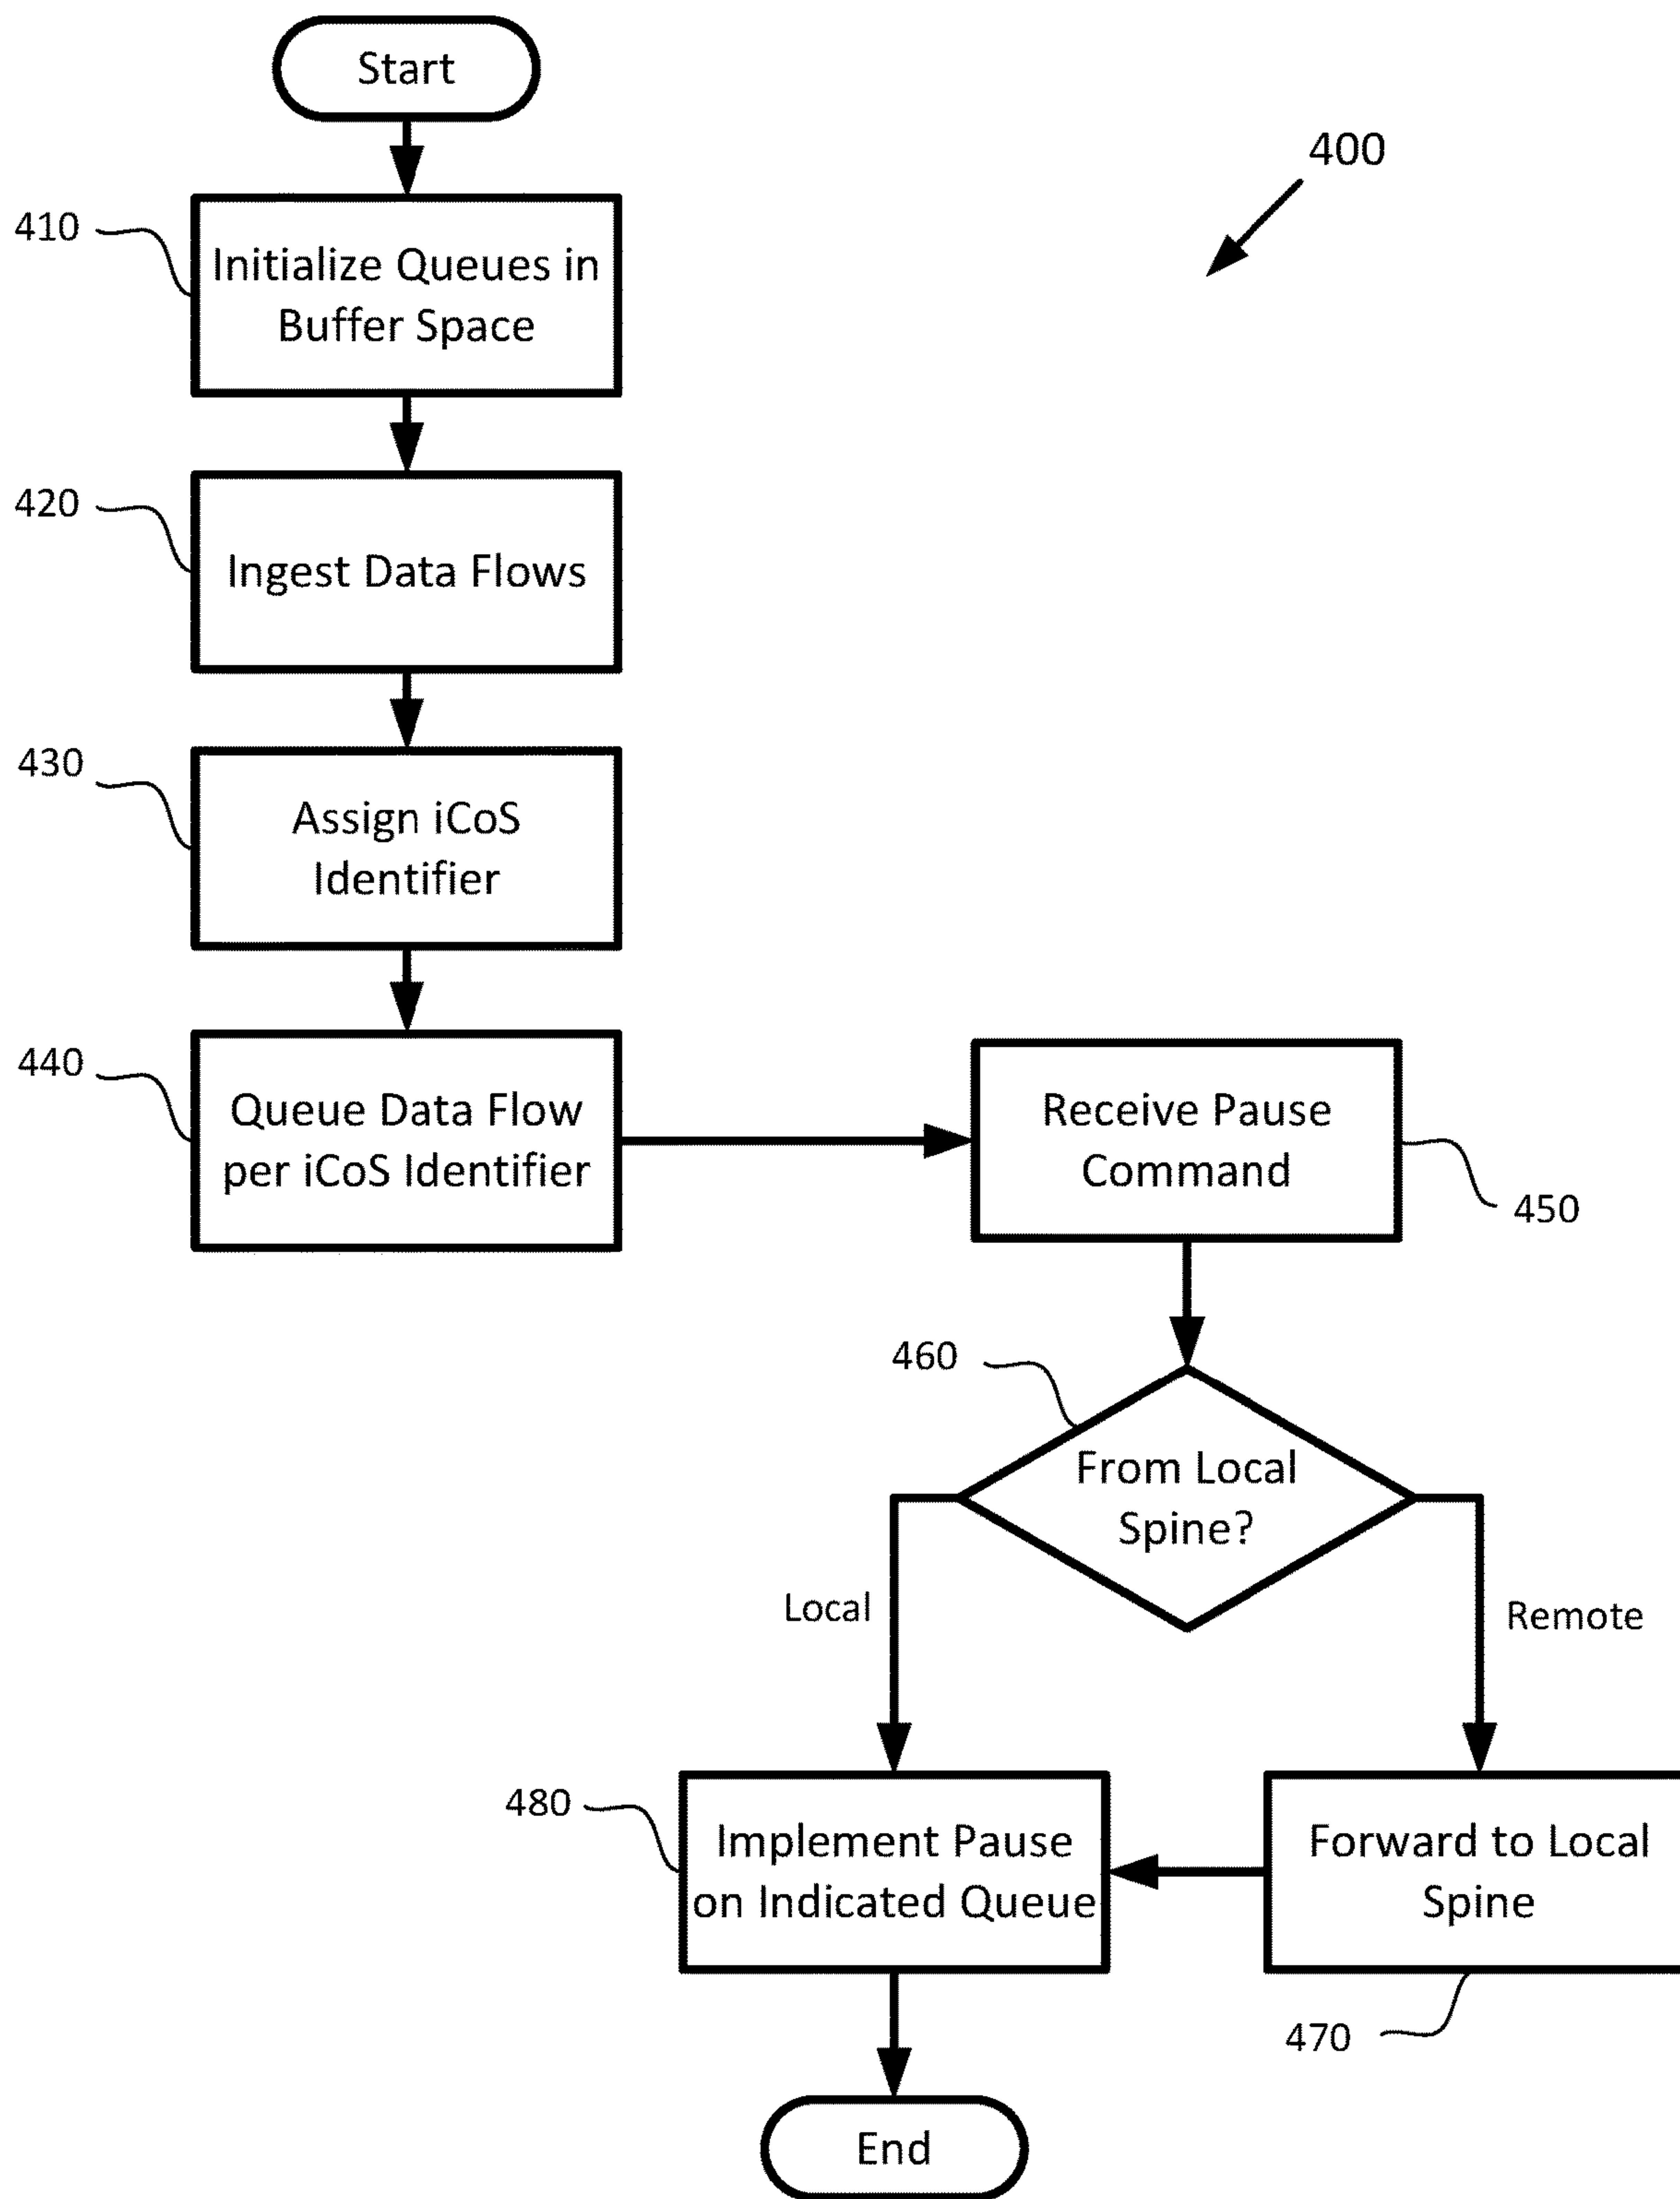 Start
400
410
Initialize Queues in
Buffer Space
420
Ingest Data Flows
430
Assign iCoS
Identifier
440
Queue Data Flow
per iCoS Identifier
Receive Pause
Command
450
460
From Local
Spine?
Local
Remote
480
Implement Pause
on Indicated Queue
Forward to Local
Spine
470
End